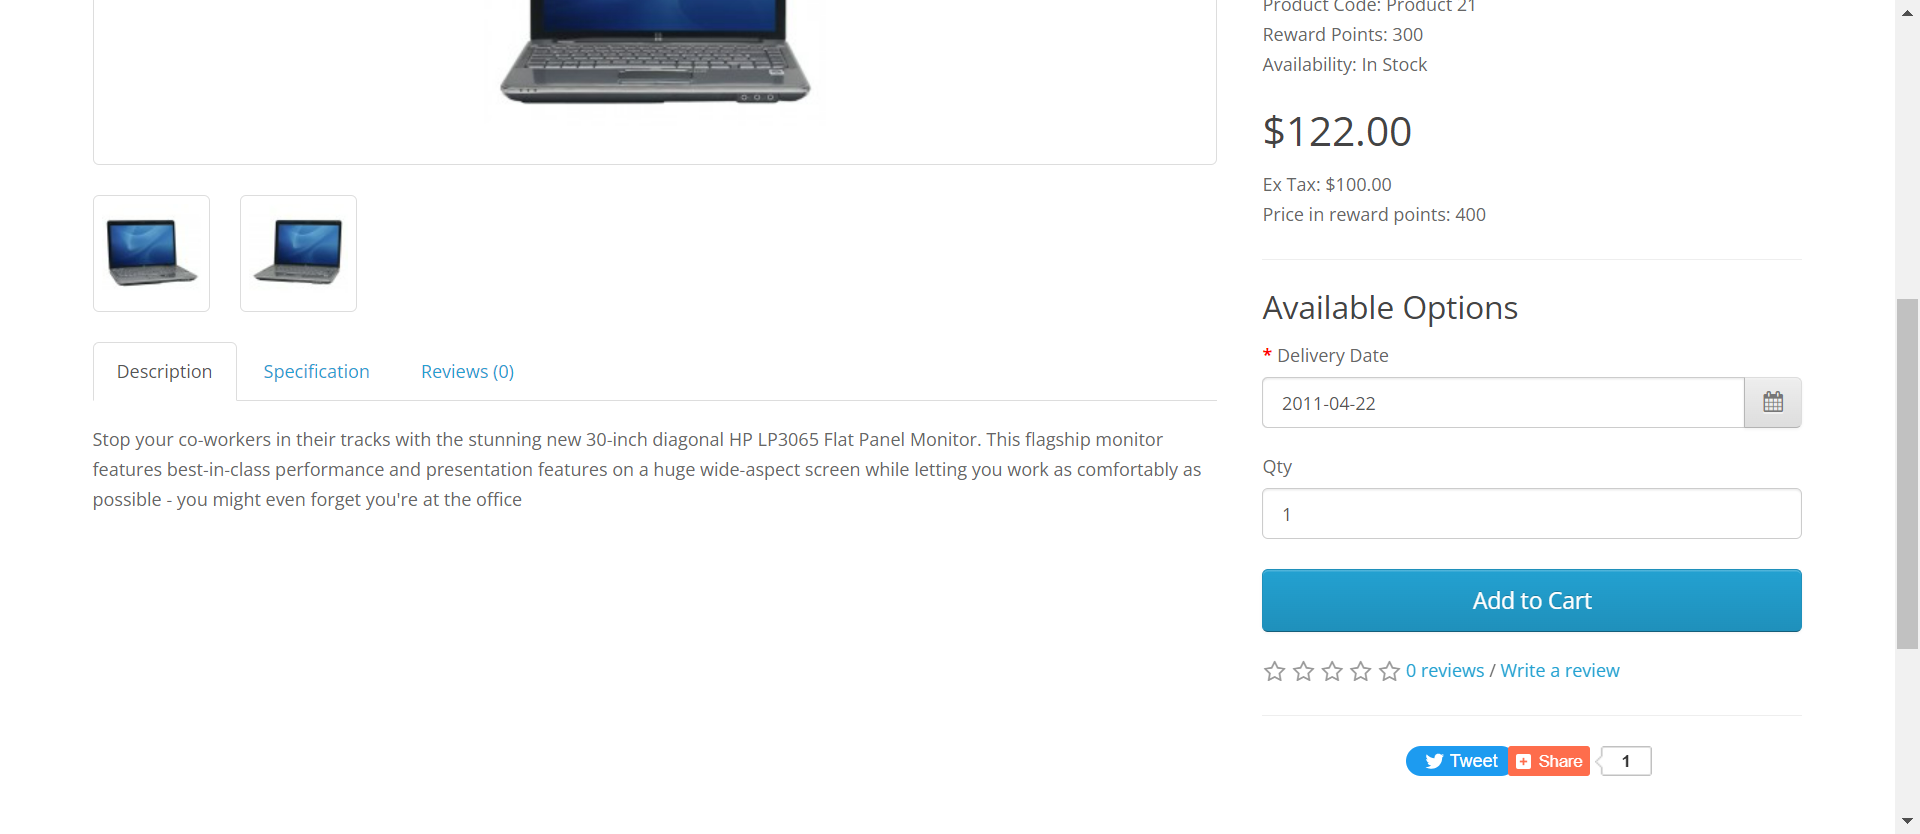 Product Code: Product 21
Reward Points: 300
Availability: In Stock
$122.00
Ex Tax: $100.00
Price in reward points: 400
Description Specification Reviews (0)
Stop your co-workers in their tracks with the stunning new 30-inch diagonal HP LP3065 Flat Panel Monitor. This flagship monitor
features best-in-class performance and presentation features on a huge wide-aspect screen while letting you work as comfortably as
possible - you might even forget you're at the office
Available Options
* Delivery Date
2011-04-22
Qty
1
Add to Cart
0 reviews / Write a review
Tweet Share 1